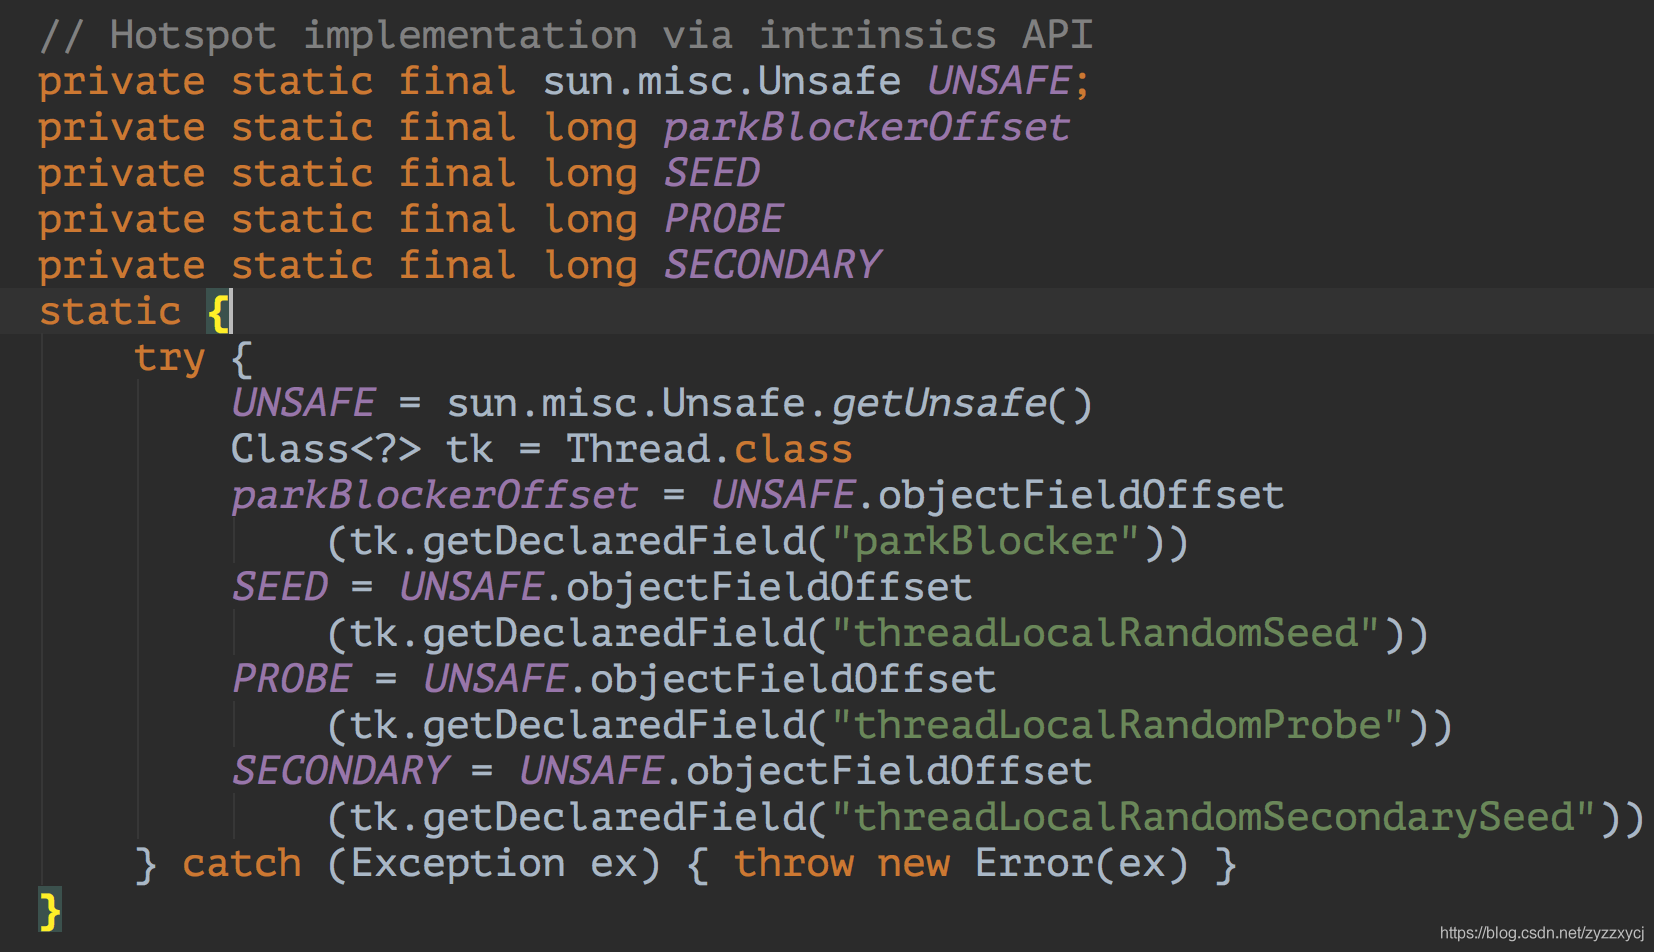 // Hotspot implementation via intrinsics API
private static final sun.misc.Unsafe UNSAFE;
private static final long parkBlockerOffset
private static final long SEED
private static final long PROBE
private static final long SECONDARY
static {
    try {
        UNSAFE = sun.misc.Unsafe.getUnsafe()
        Class<?> tk = Thread.class
        parkBlockerOffset = UNSAFE.objectFieldOffset
            (tk.getDeclaredField("parkBlocker"))
        SEED = UNSAFE.objectFieldOffset
            (tk.getDeclaredField("threadLocalRandomSeed"))
        PROBE = UNSAFE.objectFieldOffset
            (tk.getDeclaredField("threadLocalRandomProbe"))
        SECONDARY = UNSAFE.objectFieldOffset
            (tk.getDeclaredField("threadLocalRandomSecondarySeed"))
    } catch (Exception ex) { throw new Error(ex) }
}
https://blog.csdn.net/zyzzxycj